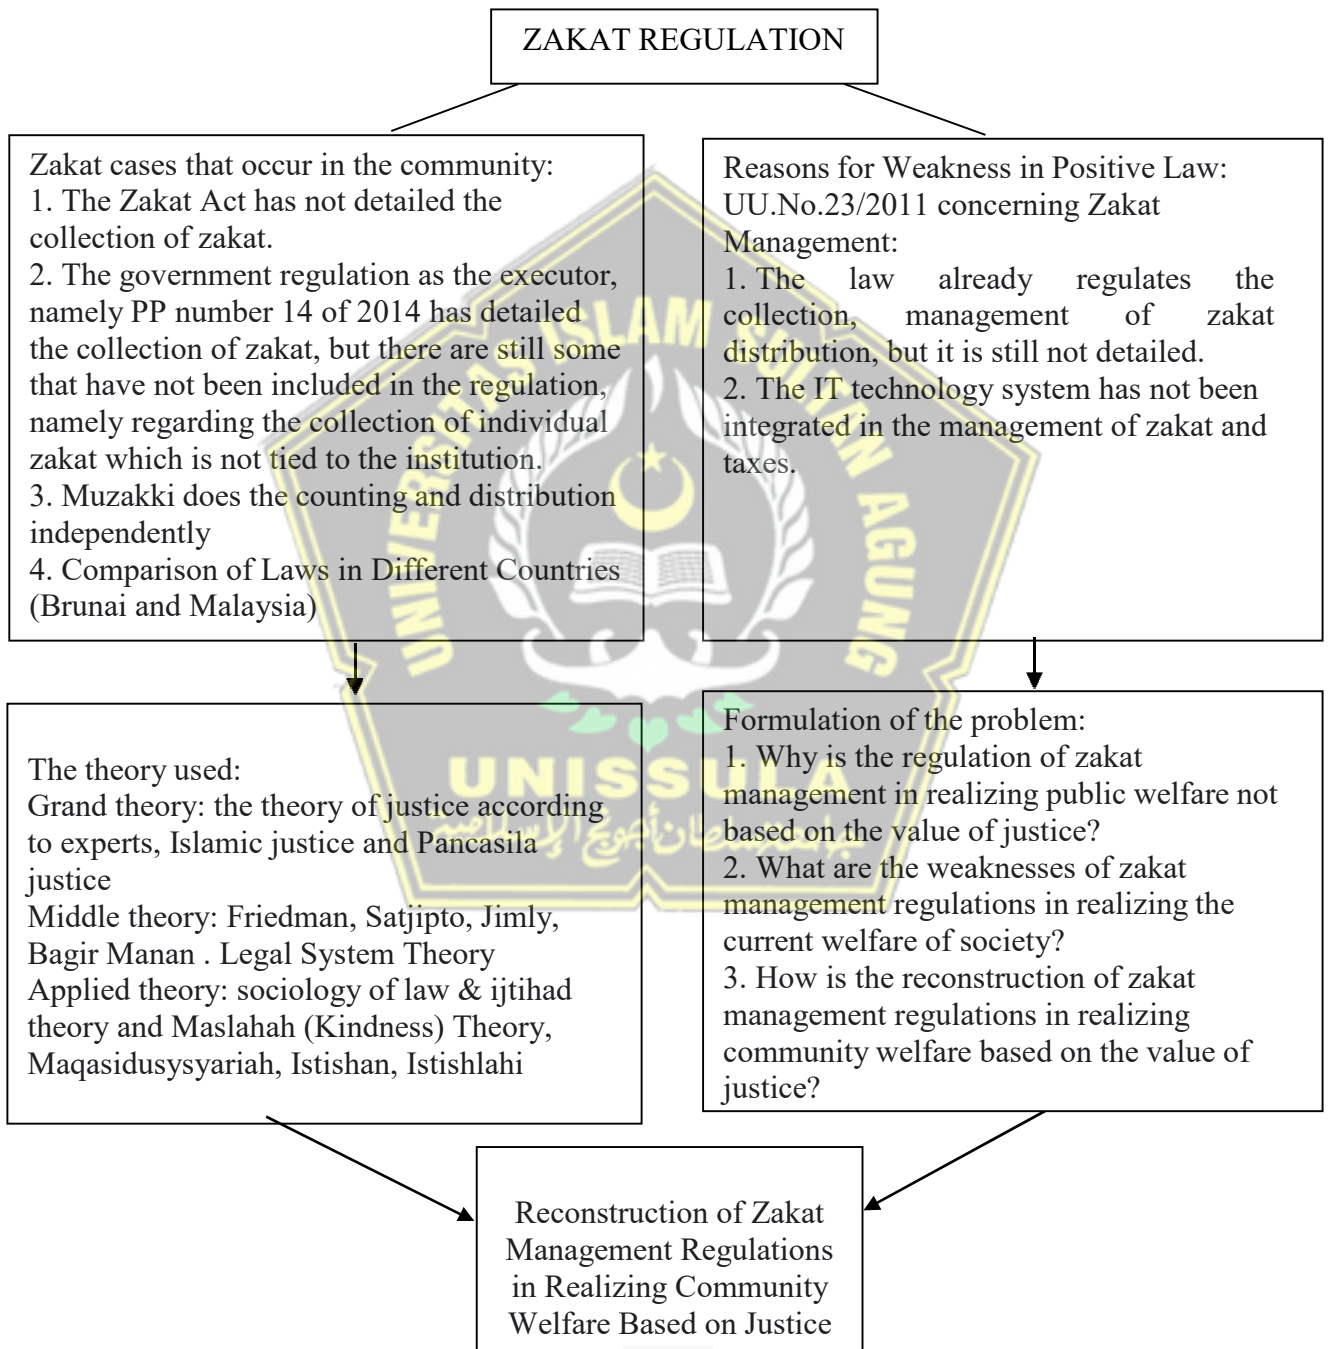 ZAKAT REGULATION
Zakat cases that occur in the community:
1. The Zakat Act has not detailed the
collection of zakat.
2. The government regulation as the executor,
namely PP number 14 of 2014 has detailed
the collection of zakat, but there are still some
that have not been included in the regulation,
namely regarding the collection of individual
zakat which is not tied to the institution.
3. Muzakki does the counting and distribution
independently
4. Comparison of Laws in Different Countries
(Brunai and Malaysia)
Reasons for Weakness in Positive Law:
UU.No.23/2011 concerning Zakat
Management:
1. The law already regulates the
collection, management of zakat
distribution, but it is still not detailed.
2. The IT technology system has not been
integrated in the management of zakat and
taxes.
The theory used:
Grand theory: the theory of justice according
to experts, Islamic justice and Pancasila
justice
Middle theory: Friedman, Satjipto, Jimly,
Bagir Manan . Legal System Theory
Applied theory: sociology of law & ijtihad
theory and Maslahah (Kindness) Theory,
Maqasidusysyariah, Istishan, Istishlahi
Formulation of the problem:
1. Why is the regulation of zakat
management in realizing public welfare not
based on the value of justice?
2. What are the weaknesses of zakat
management regulations in realizing the
current welfare of society?
3. How is the reconstruction of zakat
management regulations in realizing
community welfare based on the value of
justice?
Reconstruction of Zakat
Management Regulations
in Realizing Community
Welfare Based on Justice
UNIVERSITAS ISLAM SULTAN AGUNG
UNISSULA
جامعة سلطان أجونج الإسلامية